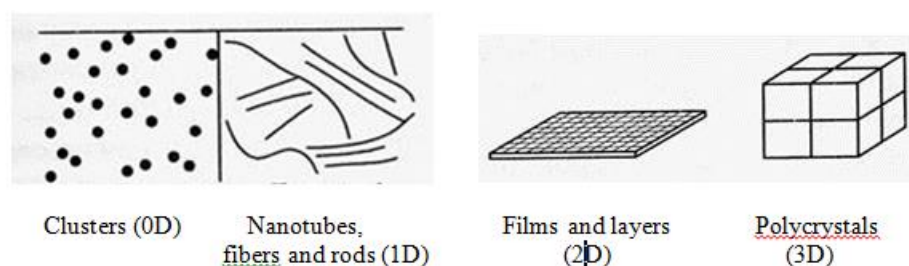 Clusters (0D)
Nanotubes,
fibers and rods (1D)
Films and layers
(2D)
Polycrystals
(3D)